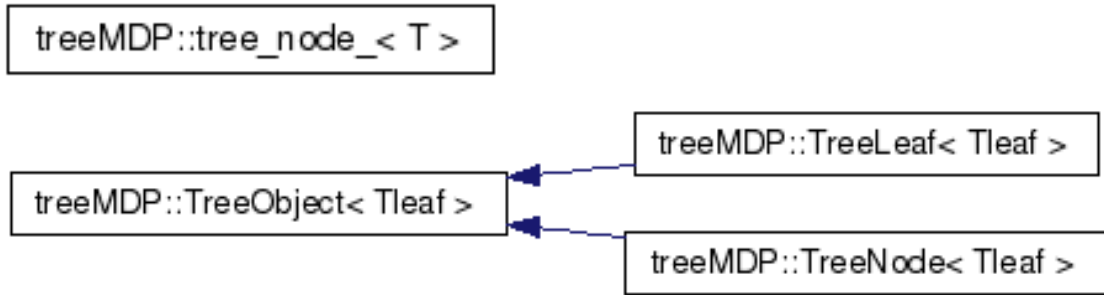 treeMDP::tree_node_< T >
treeMDP::TreeLeaf< Tleaf >
treeMDP::TreeObject< Tleaf >
treeMDP::TreeNode< Tleaf >